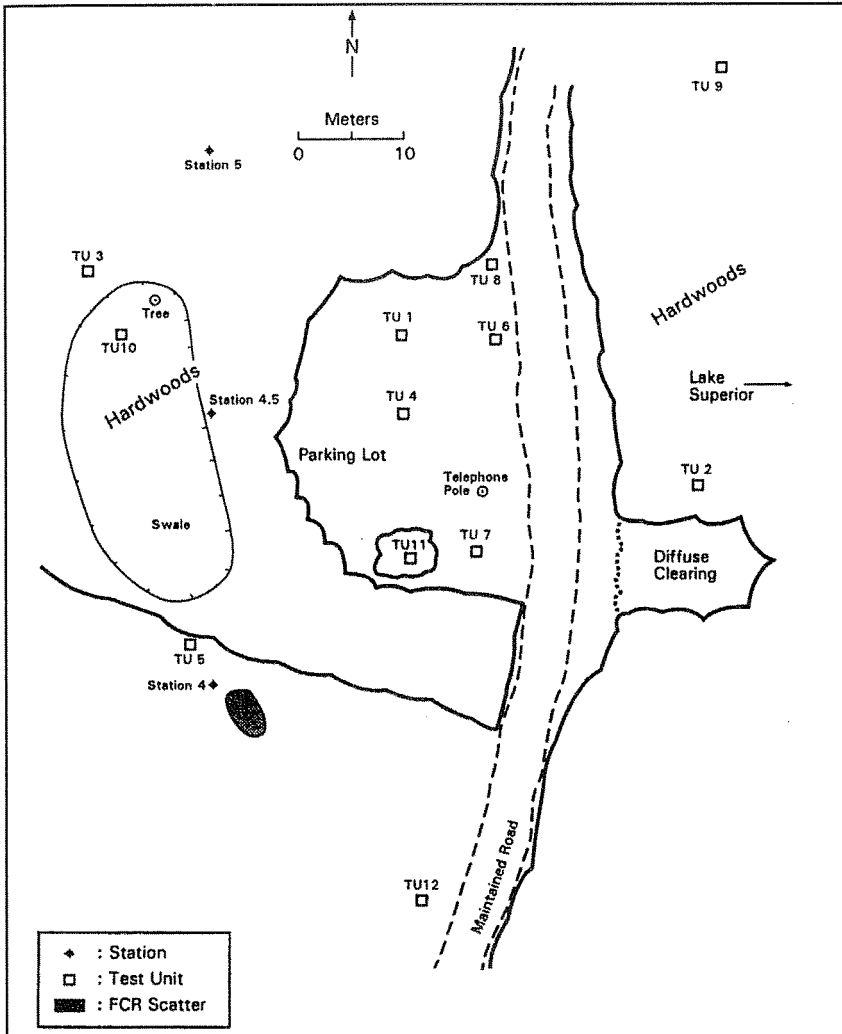 N
TU 9
Meters
0 10
Station 5
TU 3
TU 8
Tree
Hardwoods
TU10
TU 1
TU 6
Hardwoods
Lake
Superior
Station 4.5
TU 4
Parking Lot
Telephone
Pole
TU 2
Swale
TU11
TU 7
Diffuse
Clearing
TU 5
Station 4
Maintained Road
TU12
: Station
: Test Unit
: FCR Scatter